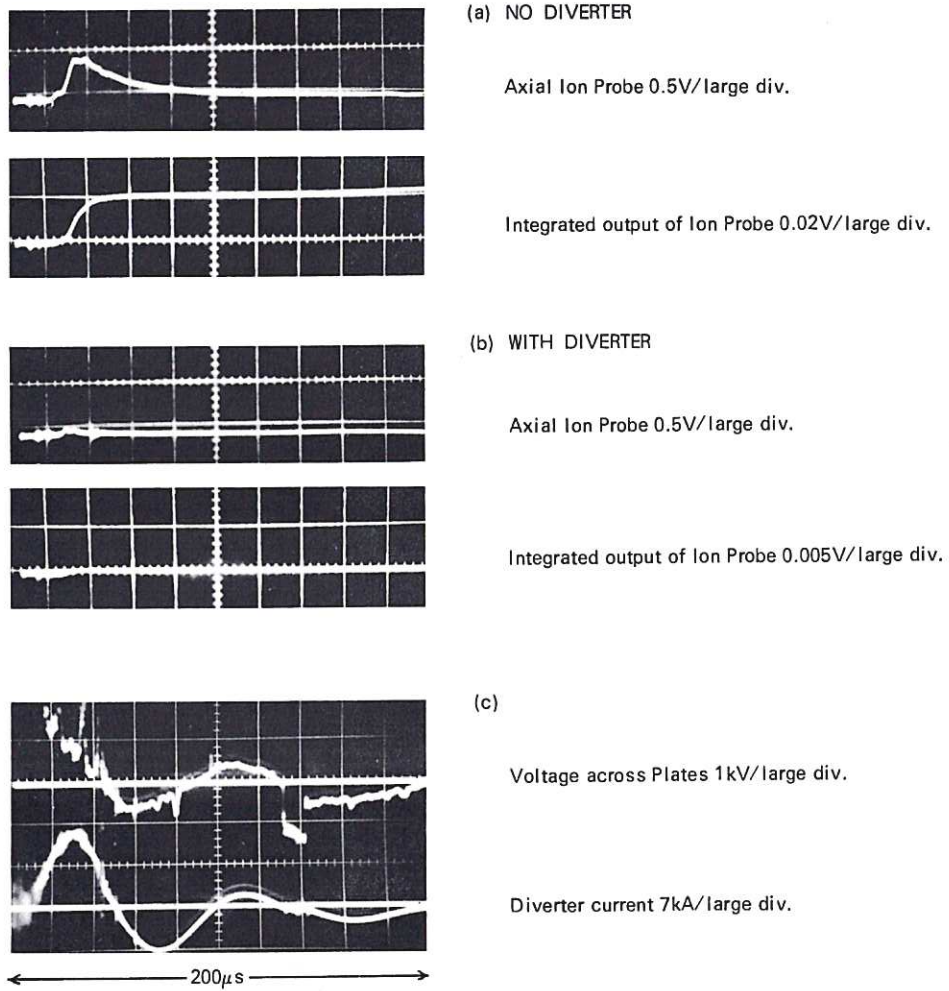 (a) NO DIVERTER
Axial Ion Probe 0.5V/large div.
Integrated output of Ion Probe 0.02V/large div.
(b) WITH DIVERTER
Axial Ion Probe 0.5V/large div.
Integrated output of Ion Probe 0.005V/large div.
(c)
Voltage across Plates 1kV/large div.
Diverter current 7kA/large div.
200μs